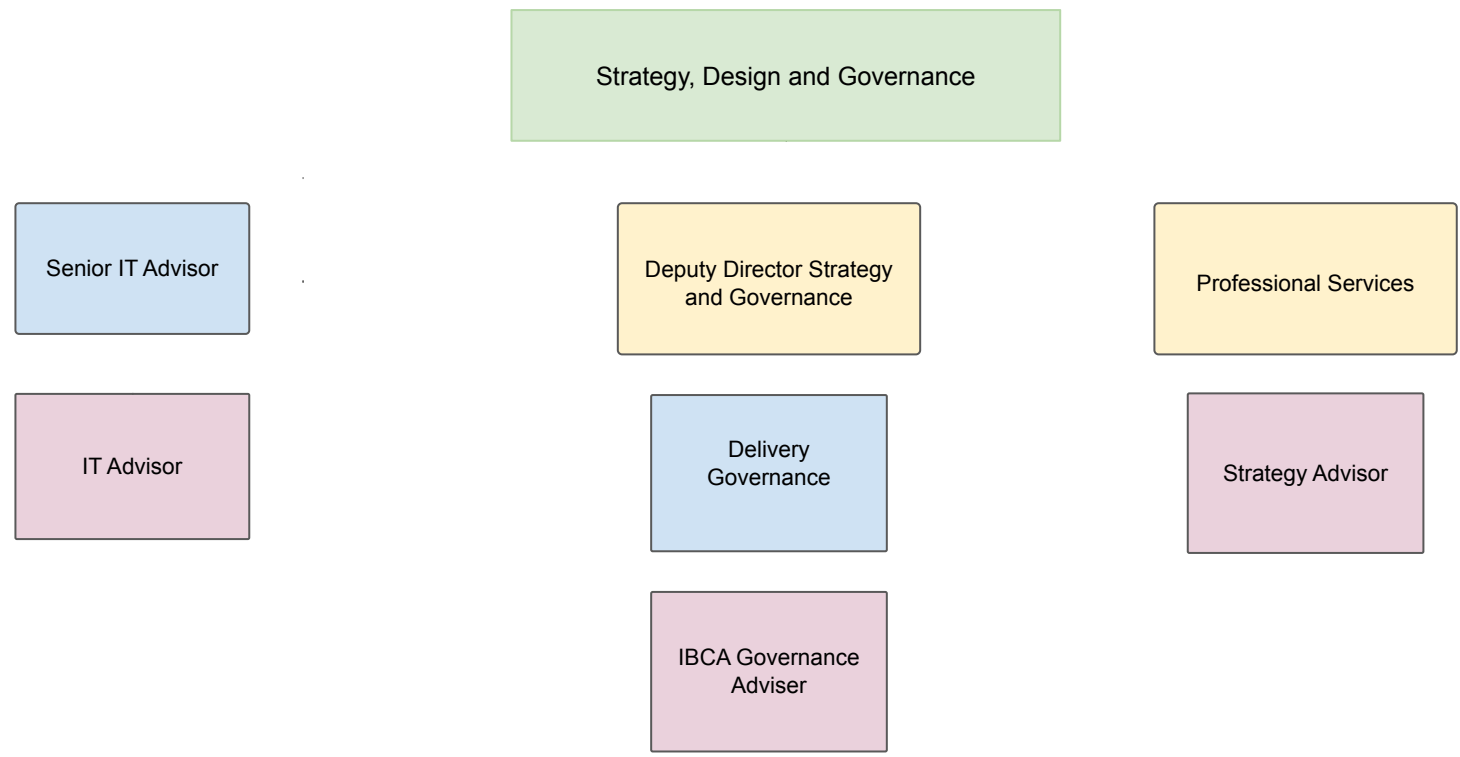 Strategy, Design and Governance
Senior IT Advisor
Deputy Director Strategy
and Governance
Professional Services
IT Advisor
Delivery
Governance
Strategy Advisor
IBCA Governance
Adviser